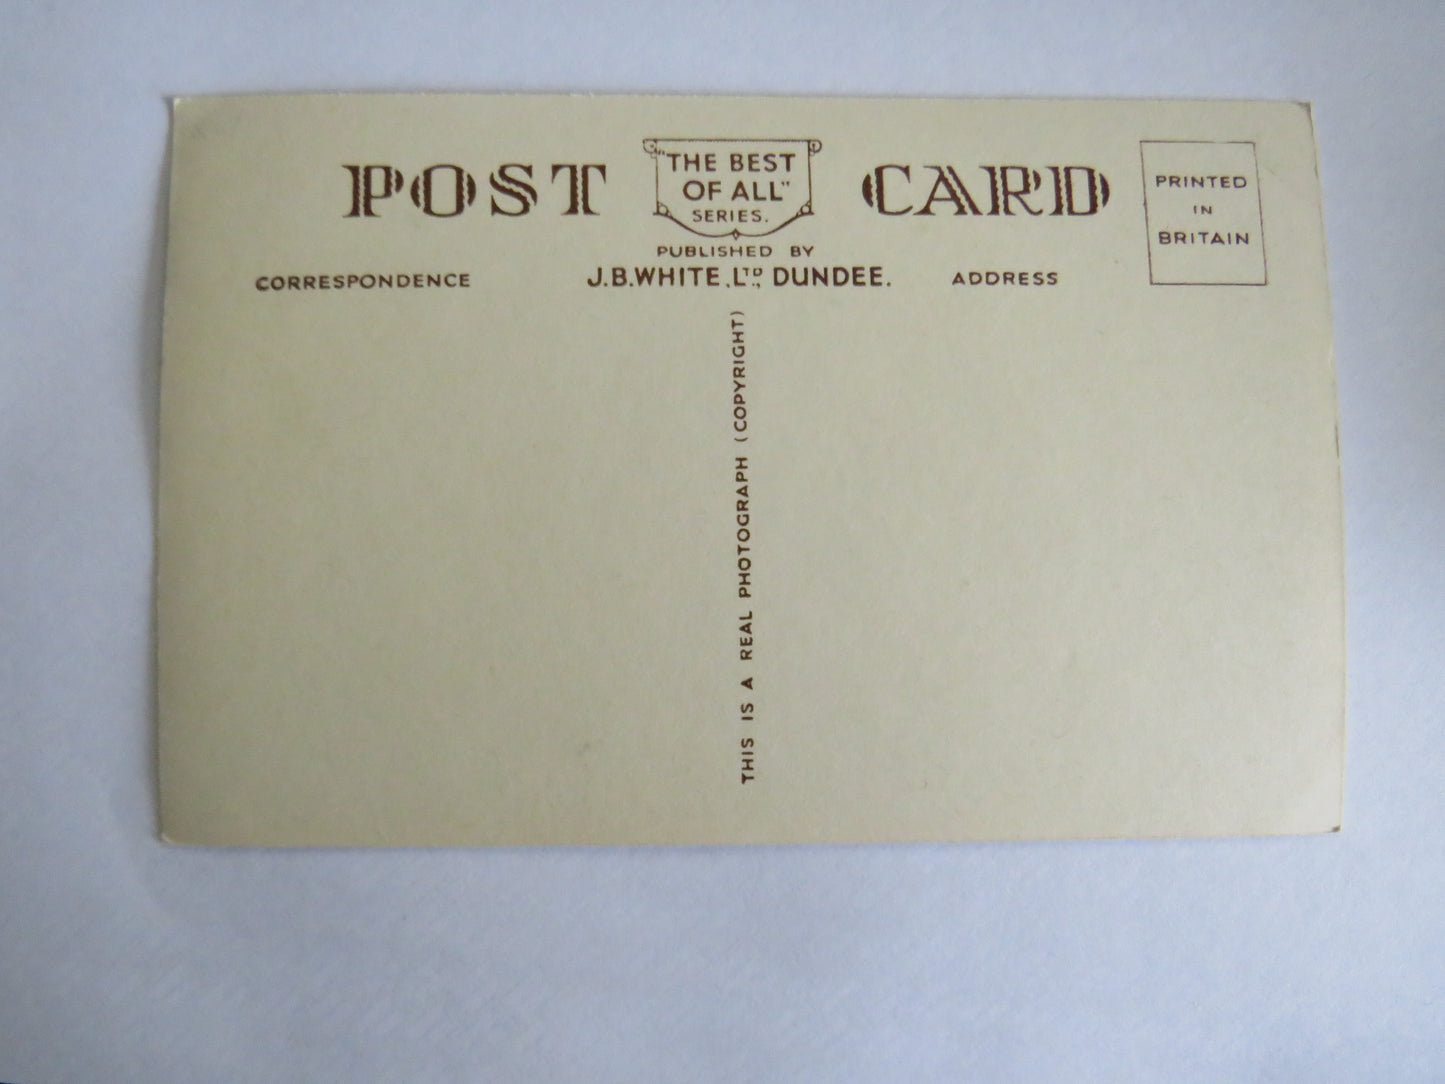 POST CARD
"THE BEST
OF ALL"
SERIES.
PUBLISHED BY
J.B. WHITE, LTD., DUNDEE.
CORRESPONDENCE
ADDRESS
PRINTED
IN
BRITAIN
THIS IS A REAL PHOTOGRAPH (COPYRIGHT)